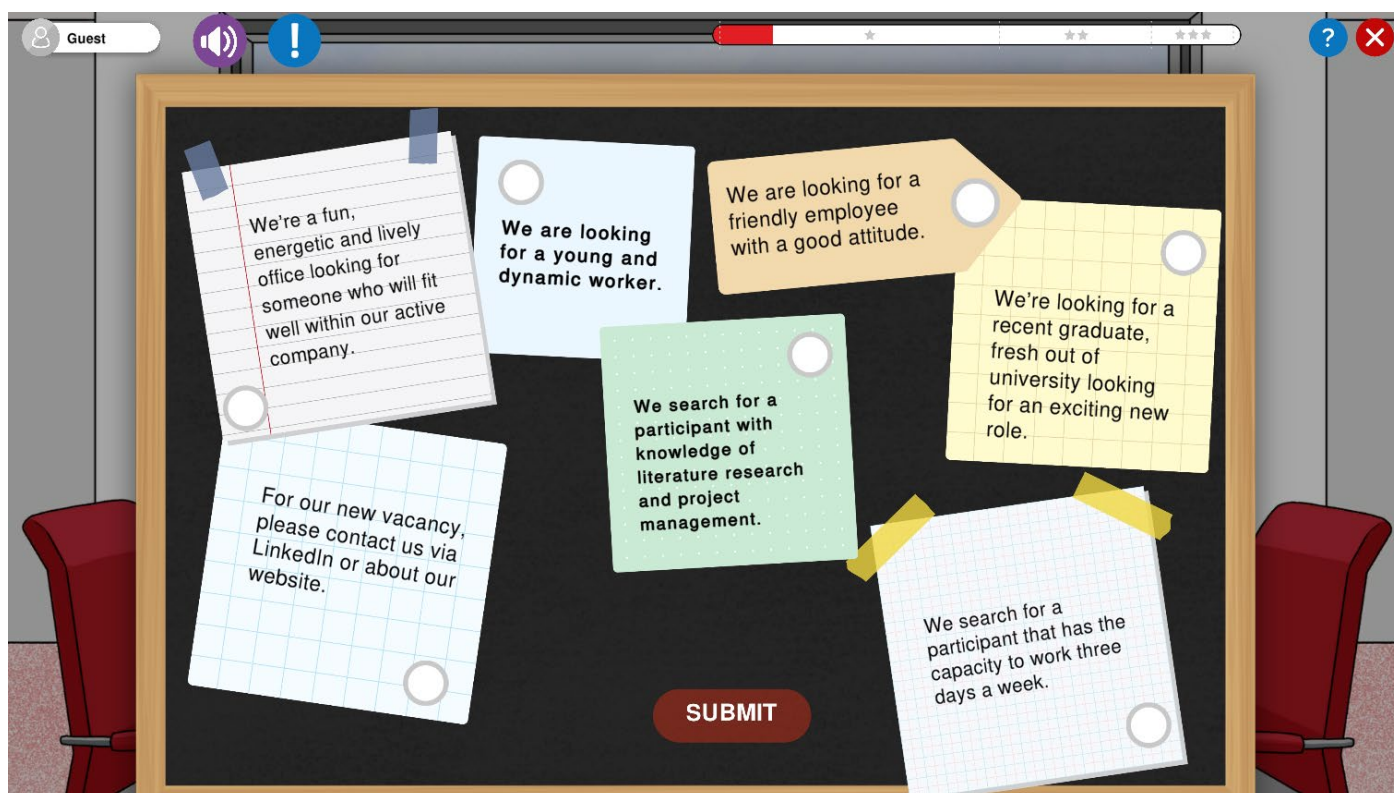 Guest
!
?
We're a fun,
energetic and lively
office looking for
someone who will fit
well within our active
company.
We are looking
for a young and
dynamic worker.
We are looking for a
friendly employee
with a good attitude.
We're looking for a
recent graduate,
fresh out of
university looking
for an exciting new
role.
We search for a
participant with
knowledge of
literature research
and project
management.
For our new vacancy,
please contact us via
LinkedIn or about our
website.
We search for a
participant that has the
capacity to work three
days a week.
SUBMIT